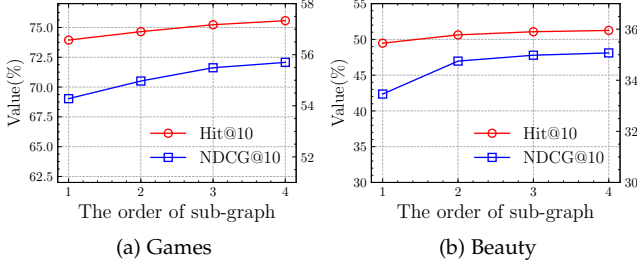 Value(%)
75.0
72.5
70.0
67.5
65.0
62.5
58
56
54
52
Hit@10
NDCG@10
1 2 3 4
The order of sub-graph
(a) Games
Value(%)
55
50
45
40
35
30
36
34
32
30
Hit@10
NDCG@10
1 2 3 4
The order of sub-graph
(b) Beauty